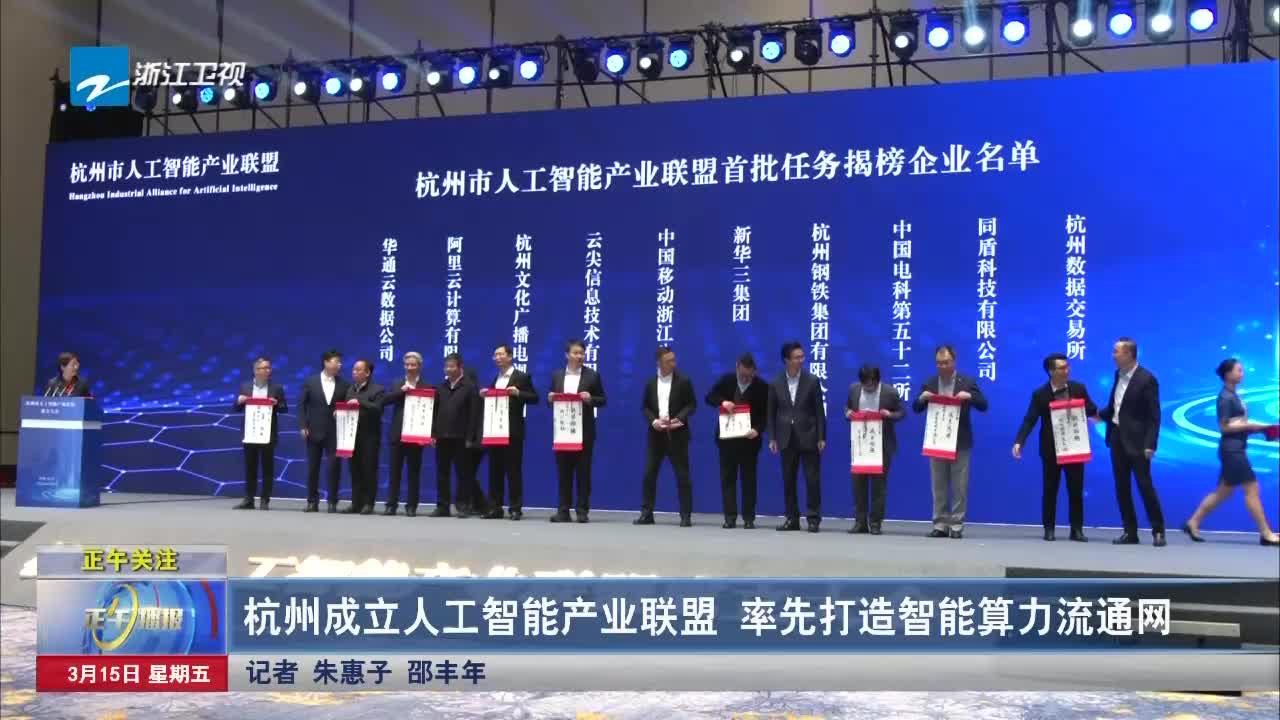 浙江卫视
杭州市人工智能产业联盟
Hangzhou Industrial Alliance for Artificial Intelligence
杭州市人工智能产业联盟首批任务揭榜企业名单
华通云数据公司
阿里云计算有限
杭州文化广播电
云尖信息技术有限
中国移动浙江
新华三集团
杭州钢铁集团有限公
中国电科第五十二所
同盾科技有限公司
杭州数据交易所
正午关注
正午播报
杭州成立人工智能产业联盟 率先打造智能算力流通网
3月15日 星期五
记者 朱惠子 邵丰年